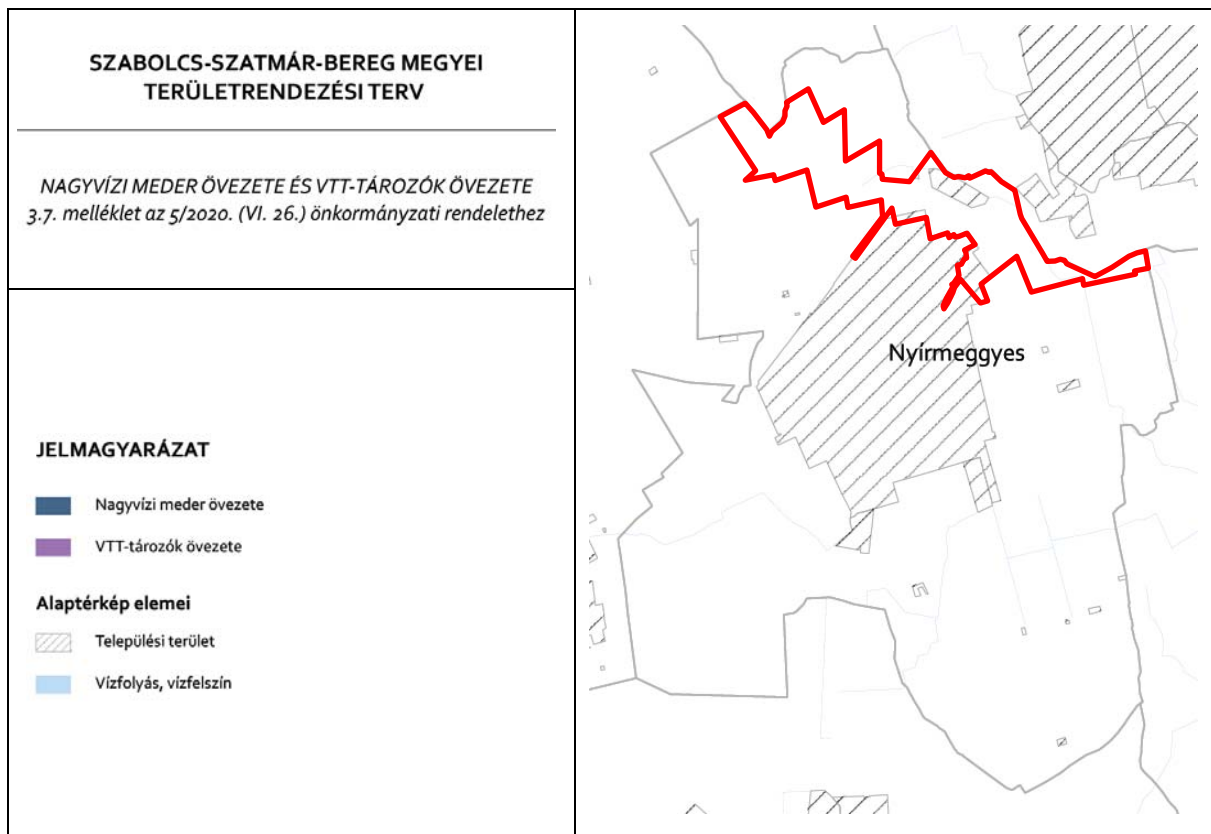 SZABOLCS-SZATMÁR-BEREG MEGYEI
TERÜLETRENDEZÉSI TERV
NAGYVÍZI MEDER ÖVEZETE ÉS VTT-TÁROZÓK ÖVEZETE
3.7. melléklet az 5/2020. (VI. 26.) önkormányzati rendelethez
JELMAGYARÁZAT
Nagyvízi meder övezete
VTT-tározók övezete
Alaptérkép elemei
Települési terület
Vízfolyás, vízfelszín
Nyírmeggyes